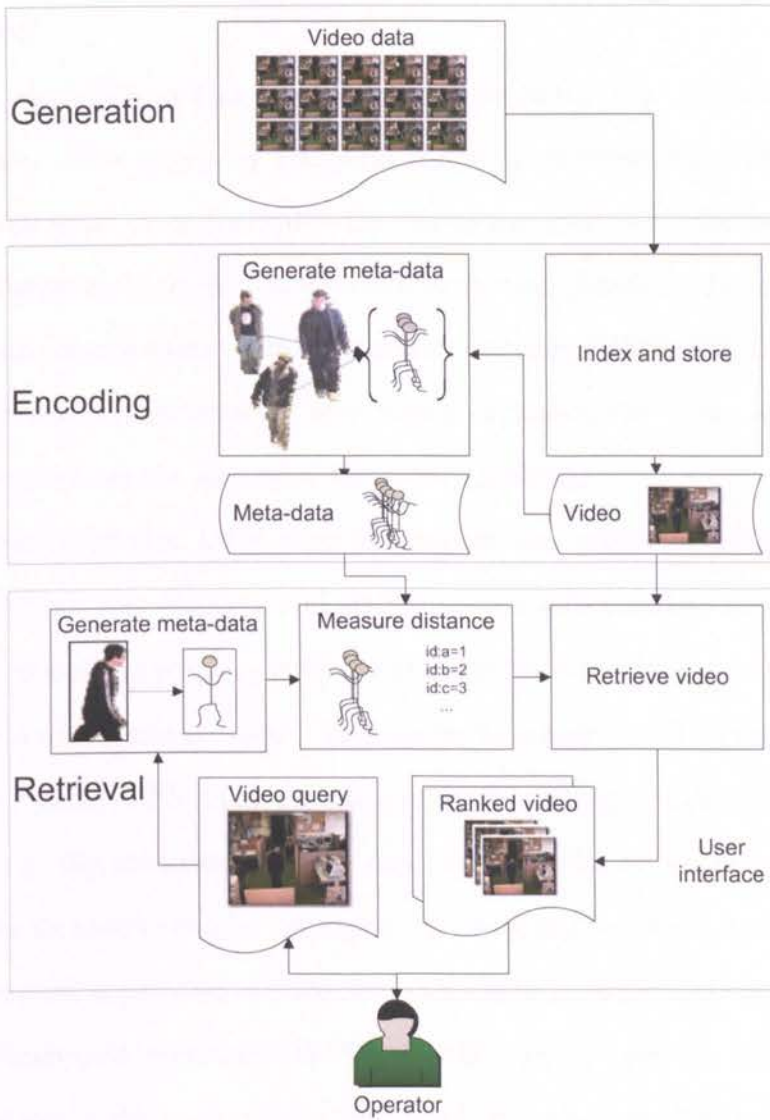 Video data
Generation
Generate meta-data
Index and store
Encoding
Meta-data
Video
Generate meta-data
Measure distance
id:a=1
id:b=2
id:c=3
...
Retrieve video
Retrieval
Video query
Ranked video
User
interface
Operator